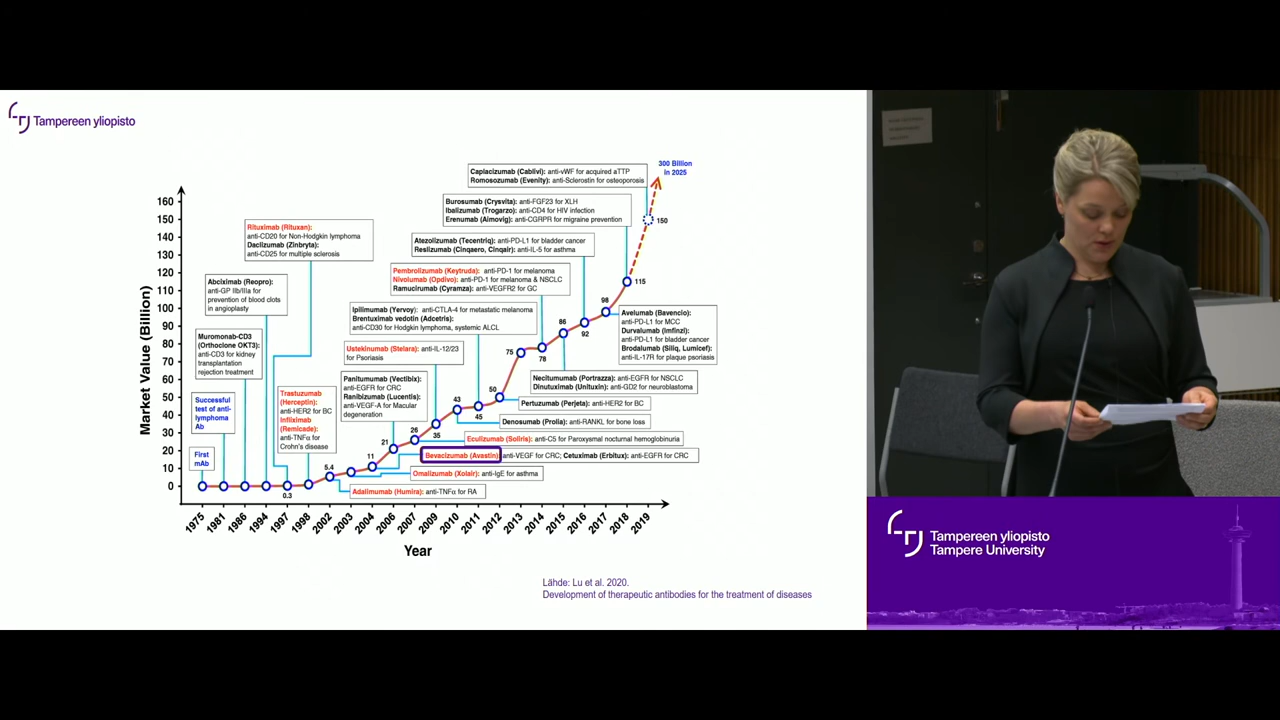 Tampereen yliopisto
Caplacizumab (Cablivi): anti-vWF for acquired aTTP
Romosozumab (Evenity): anti-Sclerostin for osteoporosis
300 Billion
in 2025
Burosumab (Crysvita): anti-FGF23 for XLH
Ibalizumab (Trogarzo): anti-CD4 for HIV infection
Erenumab (Aimovig): anti-CGRPR for migraine prevention
150
Rituximab (Rituxan):
anti-CD20 for Non-Hodgkin lymphoma
Daclizumab (Zinbryta):
anti-CD25 for multiple sclerosis
Atezolizumab (Tecentriq): anti-PD-L1 for bladder cancer
Reslizumab (Cinqaero, Cinqair): anti-IL-5 for asthma
Pembrolizumab (Keytruda): anti-PD-1 for melanoma
Nivolumab (Opdivo): anti-PD-1 for melanoma & NSCLC
Ramucirumab (Cyramza): anti-VEGFR2 for GC
115
Abciximab (Reopro):
anti-GP IIb/IIIa for
prevention of blood clots
in angioplasty
Ipilimumab (Yervoy): anti-CTLA-4 for metastatic melanoma
Brentuximab vedotin (Adcetris):
anti-CD30 for Hodgkin lymphoma, systemic ALCL
98
86
92
Avelumab (Bavencio):
anti-PD-L1 for MCC
Durvalumab (Imfinzi):
anti-PD-L1 for bladder cancer
Brodalumab (Siliq, Lumicef):
anti-IL-17R for plaque psoriasis
Muromonab-CD3
(Orthoclone OKT3):
anti-CD3 for kidney
transplantation
rejection treatment
Ustekinumab (Stelara): anti-IL-12/23
for Psoriasis
75
78
Panitumumab (Vectibix):
anti-EGFR for CRC
Ranibizumab (Lucentis):
anti-VEGF-A for Macular
degeneration
Necitumumab (Portrazza): anti-EGFR for NSCLC
Dinutuximab (Unituxin): anti-GD2 for neuroblastoma
Trastuzumab
(Herceptin):
anti-HER2 for BC
Infliximab
(Remicade):
anti-TNFα for
Crohn's disease
Successful
test of anti-
lymphoma
Ab
50
43
45
Pertuzumab (Perjeta): anti-HER2 for BC
Denosumab (Prolia): anti-RANKL for bone loss
26
35
21
Eculizumab (Soliris): anti-C5 for Paroxysmal nocturnal hemoglobinuria
First
mAb
11
Bevacizumab (Avastin): anti-VEGF for CRC; Cetuximab (Erbitux): anti-EGFR for CRC
5.4
Omalizumab (Xolair): anti-IgE for asthma
0.3
Adalimumab (Humira): anti-TNFα for RA
Market Value (Billion)
160
150
140
130
120
110
100
90
80
70
60
50
40
30
20
10
0
1975 1981 1986 1994 1997 1998 2002 2003 2004 2006 2007 2009 2010 2011 2012 2013 2014 2015 2016 2017 2018 2019
Year
Lähde: Lu et al. 2020.
Development of therapeutic antibodies for the treatment of diseases
Tampereen yliopisto
Tampere University